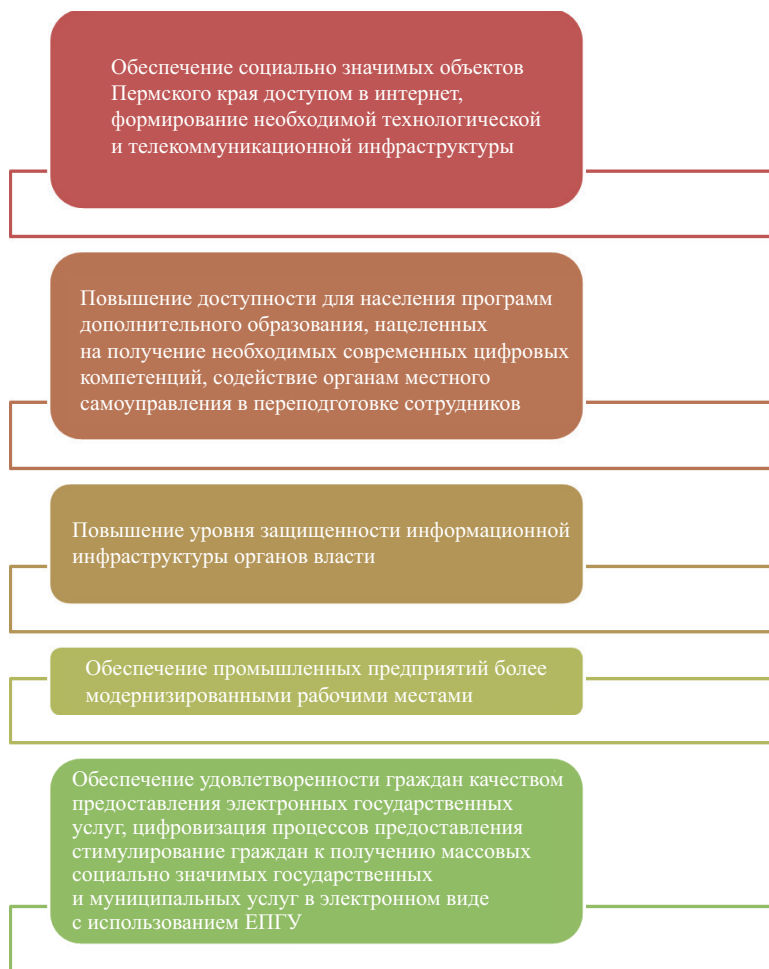 Обеспечение социально значимых объектов
Пермского края доступом в интернет,
формирование необходимой технологической
и телекоммуникационной инфраструктуры
Повышение доступности для населения программ
дополнительного образования, нацеленных
на получение необходимых современных цифровых
компетенций, содействие органам местного
самоуправления в переподготовке сотрудников
Повышение уровня защищенности информационной
инфраструктуры органов власти
Обеспечение промышленных предприятий более
модернизированными рабочими местами
Обеспечение удовлетворенности граждан качеством
предоставления электронных государственных
услуг, цифровизация процессов предоставления
стимулирование граждан к получению массовых
социально значимых государственных
и муниципальных услуг в электронном виде
с использованием ЕПГУ